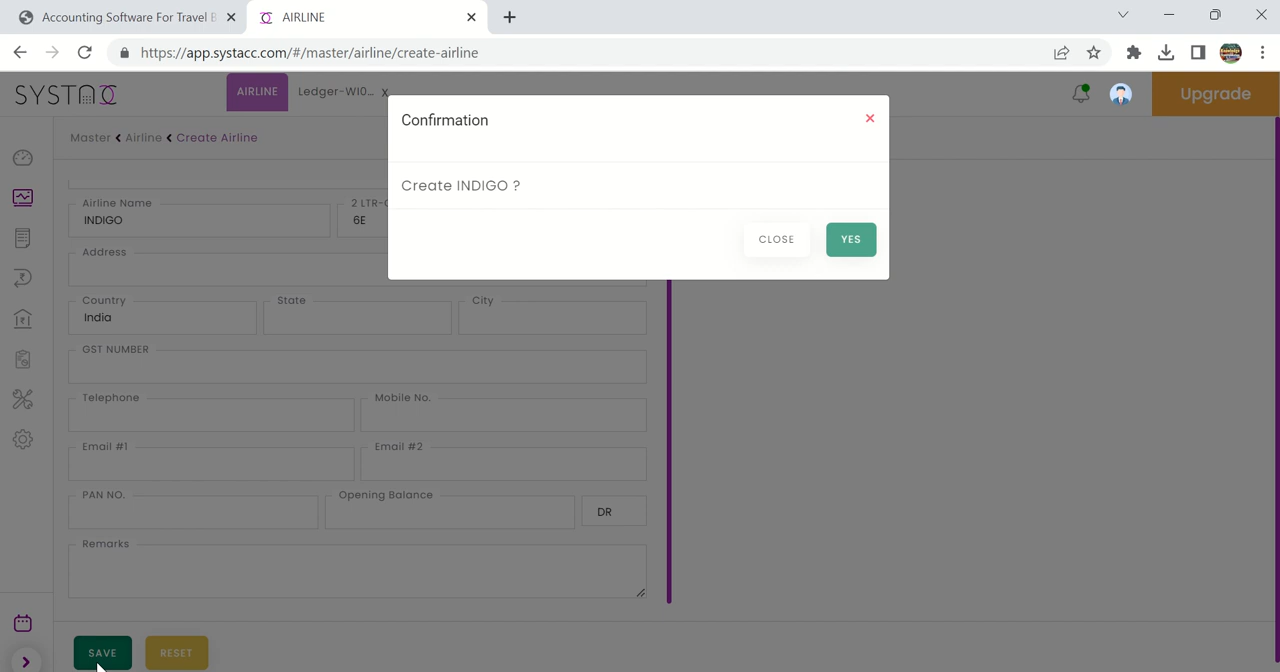 Accounting Software For Travel B
AIRLINE
https://app.systacc.com/#/master/airline/create-airline
SYSTACC
AIRLINE
Ledger-WI0... x
Upgrade
Master Airline Create Airline
Confirmation
Create INDIGO ?
CLOSE
YES
Airline Name
INDIGO
2 LTR-
6E
Address
Country
India
State
City
GST NUMBER
Telephone
Mobile No.
Email #1
Email #2
PAN NO.
Opening Balance
DR
Remarks
SAVE
RESET